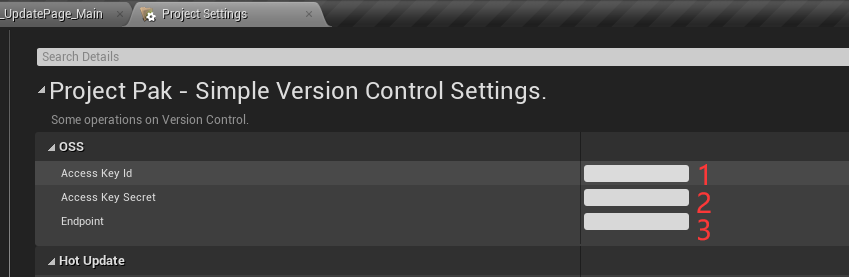 _UpdatePage_Main
Project Settings
Search Details
Project Pak - Simple Version Control Settings.
Some operations on Version Control.
OSS
Access Key Id 1
Access Key Secret 2
Endpoint 3
Hot Update